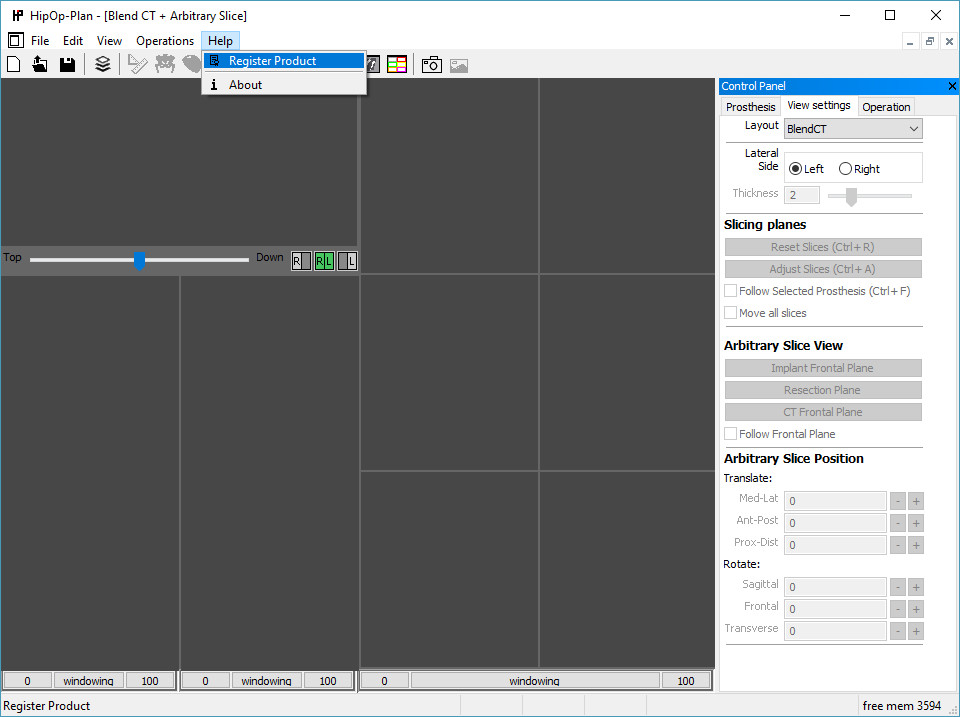 HipOp-Plan - [Blend CT + Arbitrary Slice]
File Edit View Operations Help
Register Product
About
Control Panel
Prosthesis View settings Operation
Layout BlendCT
Lateral Side Left Right
Thickness 2
Slicing planes
Reset Slices (Ctrl+R)
Adjust Slices (Ctrl+A)
Follow Selected Prosthesis (Ctrl+F)
Move all slices
Arbitrary Slice View
Implant Frontal Plane
Resection Plane
CT Frontal Plane
Follow Frontal Plane
Arbitrary Slice Position
Translate:
Med-Lat 0 - +
Ant-Post 0 - +
Prox-Dist 0 - +
Rotate:
Sagittal 0 - +
Frontal 0 - +
Transverse 0 - +
Top Down R RL L
0 windowing 100 0 windowing 100 0 windowing 100
Register Product free mem 3594